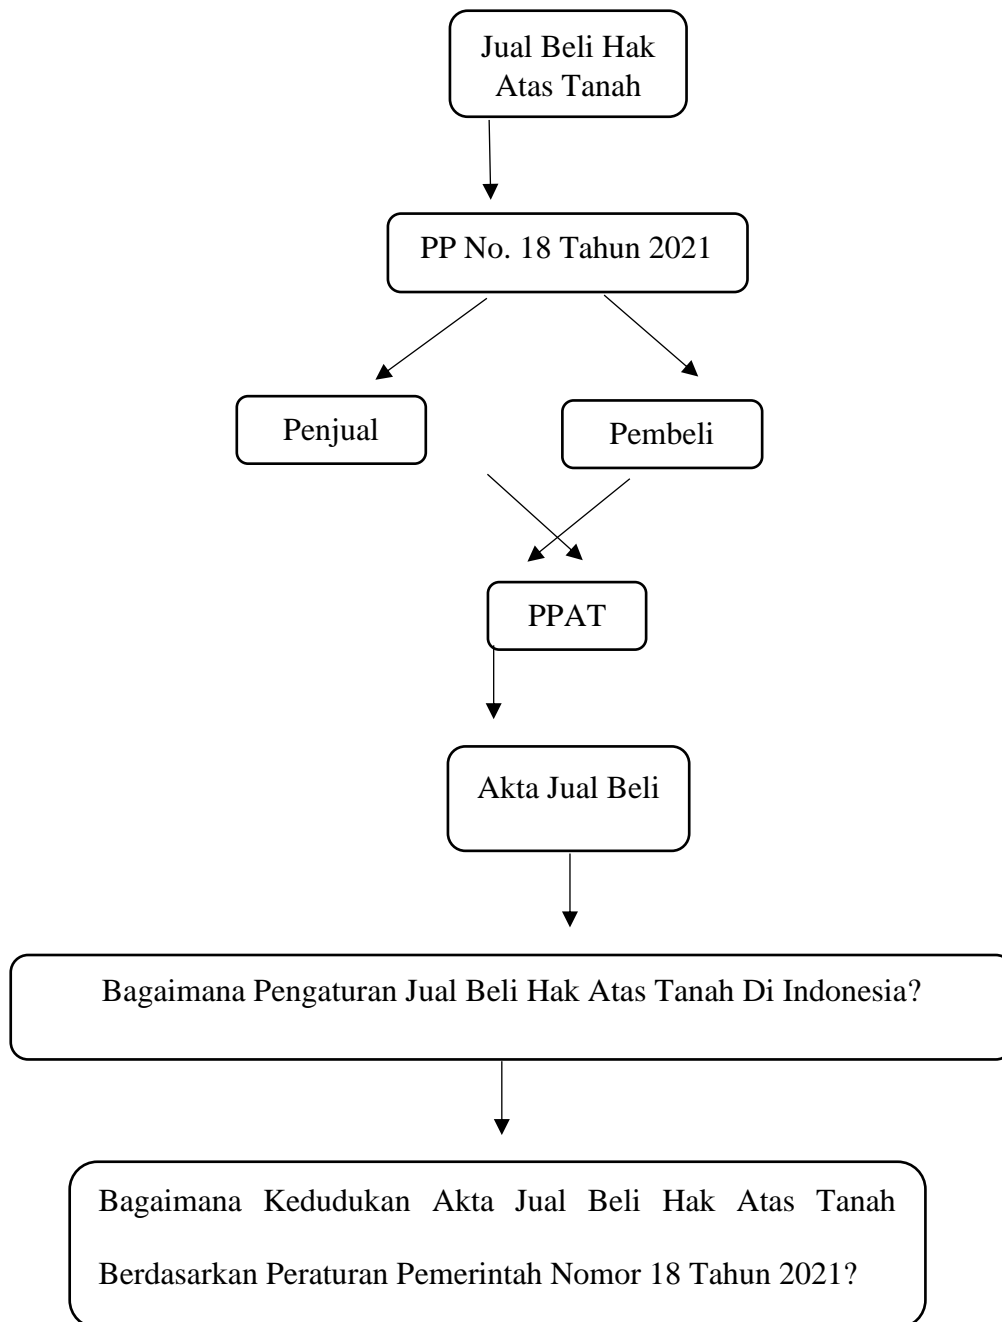 Jual Beli Hak
Atas Tanah
PP No. 18 Tahun 2021
Penjual
Pembeli
PPAT
Akta Jual Beli
Bagaimana Pengaturan Jual Beli Hak Atas Tanah Di Indonesia?
Bagaimana Kedudukan Akta Jual Beli Hak Atas Tanah
Berdasarkan Peraturan Pemerintah Nomor 18 Tahun 2021?